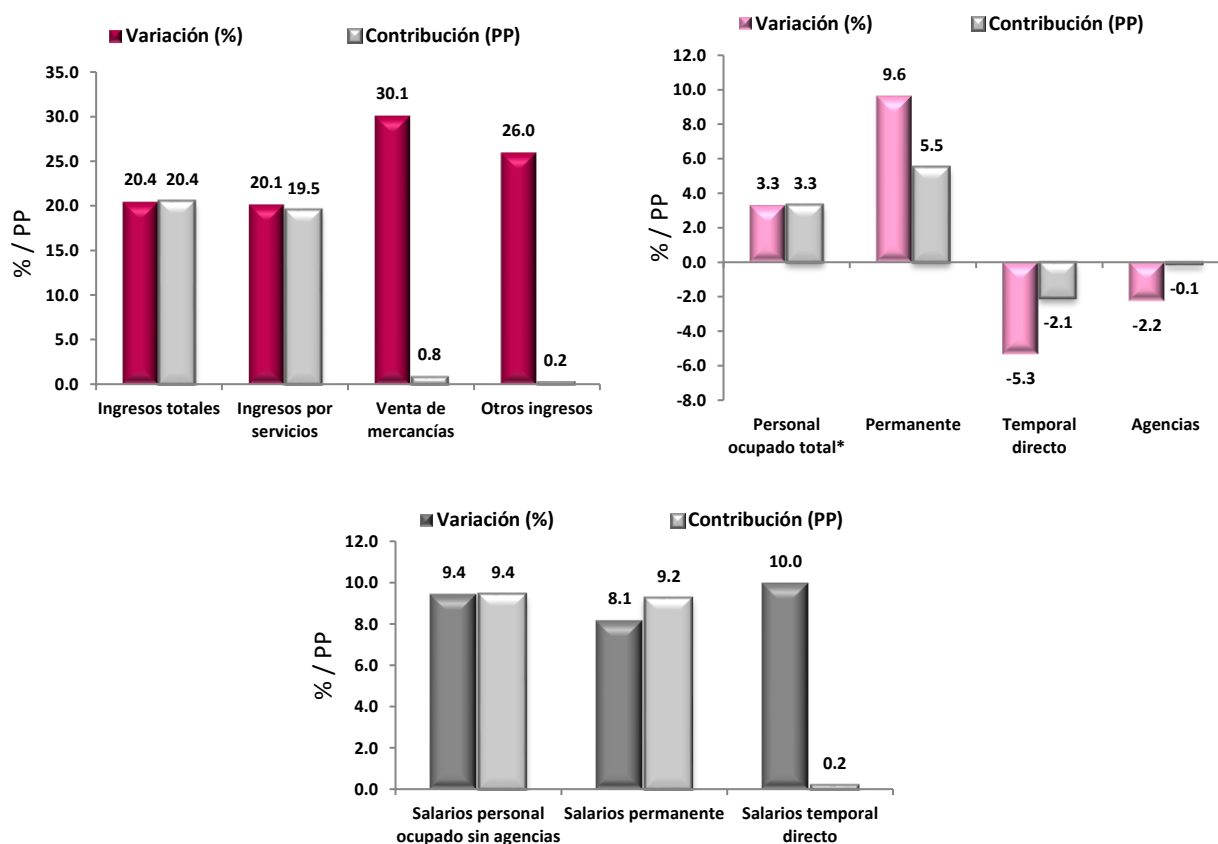 Variación (%) Contribución (PP)
35.0
30.0
25.0
20.0
15.0
10.0
5.0
0.0
% / PP
20.4 20.4 20.1 19.5 30.1 0.8 26.0 0.2
Ingresos totales Ingresos por servicios Venta de mercancías Otros ingresos
Variación (%) Contribución (PP)
12.0
10.0
8.0
6.0
4.0
2.0
0.0
-2.0
-4.0
-6.0
-8.0
% / PP
3.3 3.3 9.6 5.5 -5.3 -2.1 -2.2 -0.1
Personal ocupado total* Permanente Temporal directo Agencias
Variación (%) Contribución (PP)
12.0
10.0
8.0
6.0
4.0
2.0
0.0
% / PP
9.4 9.4 8.1 9.2 10.0 0.2
Salarios personal ocupado sin agencias Salarios permanente Salarios temporal directo